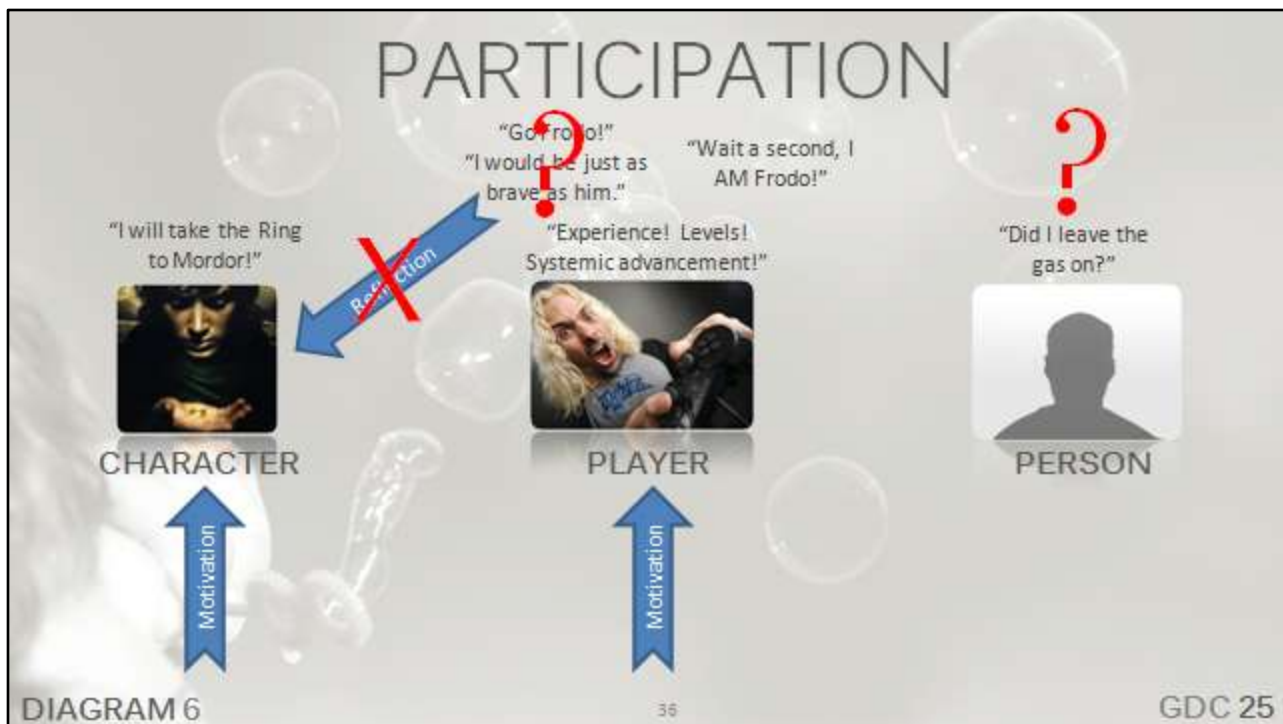 PARTICIPATION
"Go Frodo!"
"I would be just as
brave as him."
"Wait a second, I
AM Frodo!"
?
?
"I will take the Ring
to Mordor!"
"Experience! Levels!
Systemic advancement!"
"Did I leave the
gas on?"
X
Reflection
CHARACTER
PLAYER
PERSON
Motivation
Motivation
DIAGRAM 6
36
GDC 25